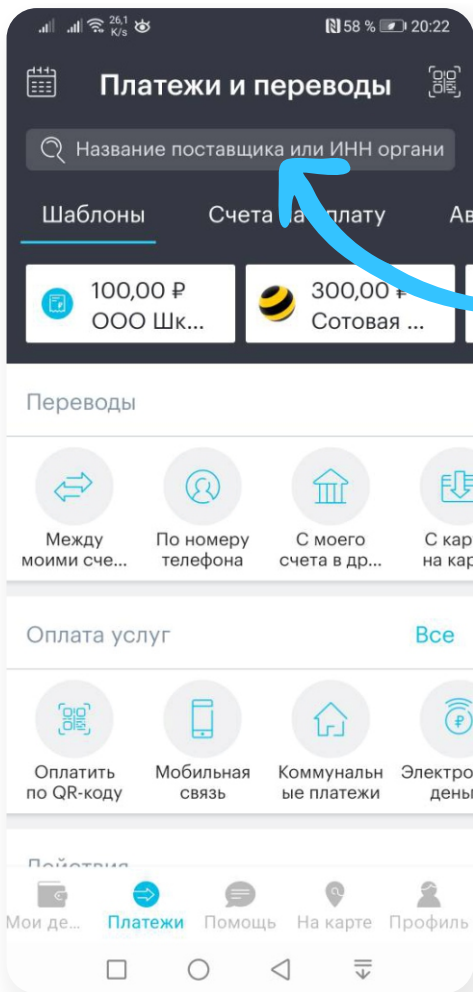 26,1 K/s 58 % 20:22
Платежи и переводы
Название поставщика или ИНН органи
Шаблоны Счета на оплату Ав
100,00 ₽ 300,00 ₽
ООО Шк... Сотовая ...
Переводы
Между По номеру С моего С кар
моими сче... телефона счета в др... на кар
Оплата услуг Все
Оплатить Мобильная Коммунальн Электро
по QR-коду связь ые платежи день
Действия
Мои де... Платежи Помощь На карте Профиль